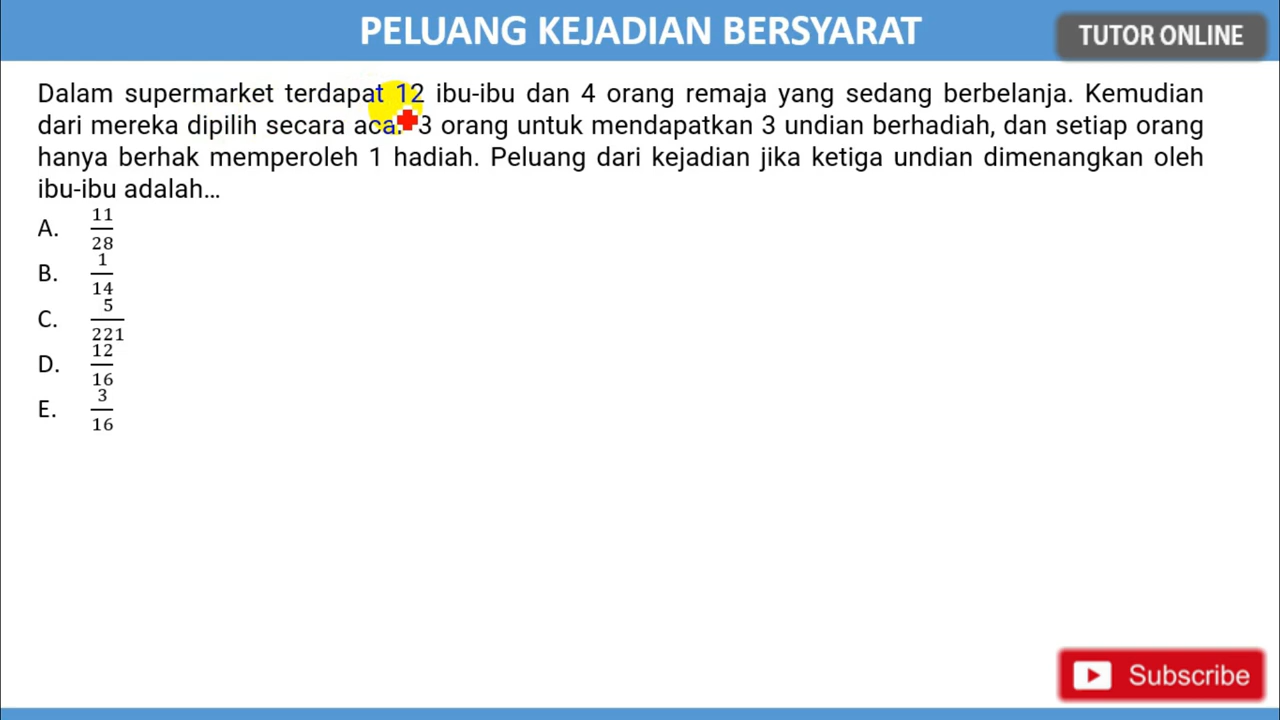 PELUANG KEJADIAN BERSYARAT
TUTOR ONLINE
Dalam supermarket terdapat 12 ibu-ibu dan 4 orang remaja yang sedang berbelanja. Kemudian
dari mereka dipilih secara 3 orang untuk mendapatkan 3 undian berhadiah, dan setiap orang
hanya berhak memperoleh 1 hadiah. Peluang dari kejadian jika ketiga undian dimenangkan oleh
ibu-ibu adalah...
A. 11/28
B. 1/14
C. 5/221
D. 12/16
E. 3/16
Subscribe